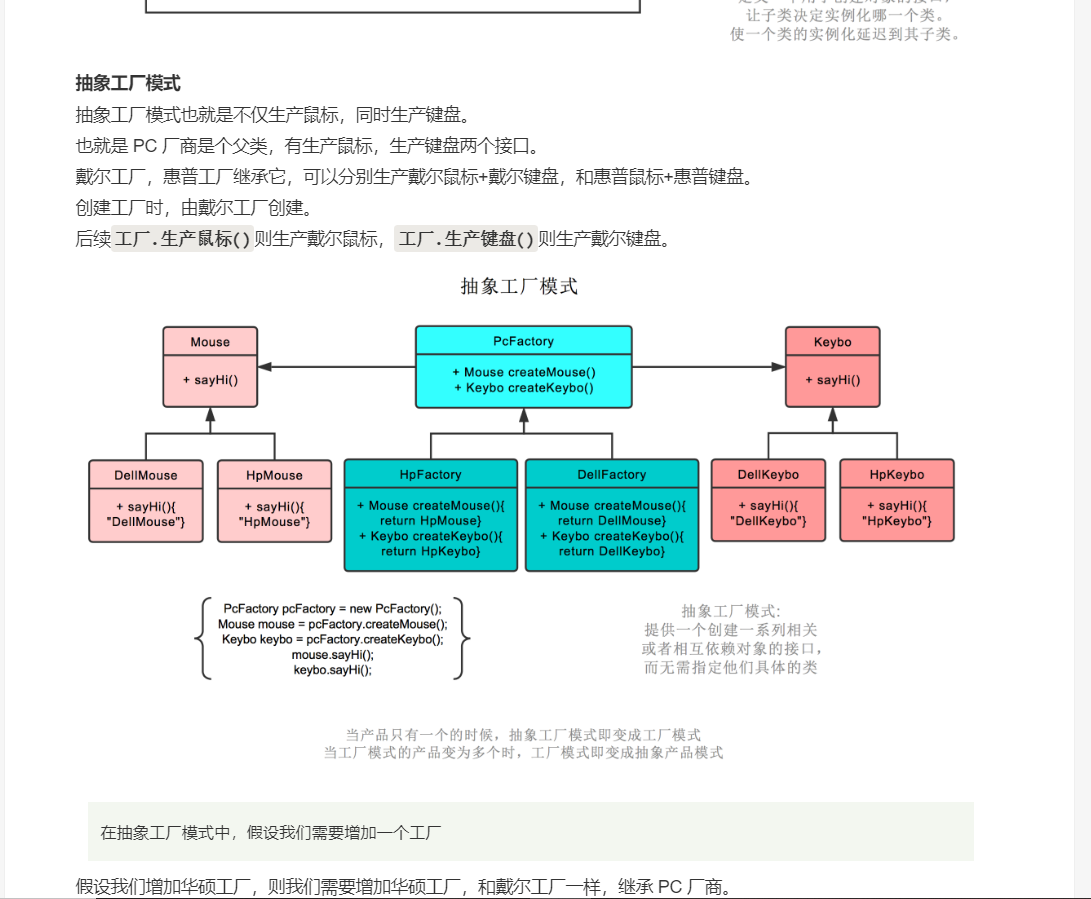 让子类决定实例化哪一个类。
使一个类的实例化延迟到其子类。
抽象工厂模式
抽象工厂模式也就是不仅生产鼠标，同时生产键盘。
也就是 PC 厂商是个父类，有生产鼠标，生产键盘两个接口。
戴尔工厂，惠普工厂继承它，可以分别生产戴尔鼠标+戴尔键盘，和惠普鼠标+惠普键盘。
创建工厂时，由戴尔工厂创建。
后续工厂.生产鼠标()则生产戴尔鼠标，工厂.生产键盘()则生产戴尔键盘。
抽象工厂模式
Mouse
+ sayHi()
PcFactory
+ Mouse createMouse()
+ Keybo createKeybo()
Keybo
+ sayHi()
DellMouse
+ sayHi(){
"DellMouse"}
HpMouse
+ sayHi(){
"HpMouse"}
HpFactory
+ Mouse createMouse(){
return HpMouse}
+ Keybo createKeybo(){
return HpKeybo}
DellFactory
+ Mouse createMouse(){
return DellMouse}
+ Keybo createKeybo(){
return DellKeybo}
DellKeybo
+ sayHi(){
"DellKeybo"}
HpKeybo
+ sayHi(){
"HpKeybo"}
PcFactory pcFactory = new PcFactory();
Mouse mouse = pcFactory.createMouse();
Keybo keybo = pcFactory.createKeybo();
mouse.sayHi();
keybo.sayHi();
抽象工厂模式:
提供一个创建一系列相关
或者相互依赖对象的接口，
而无需指定他们具体的类
当产品只有一个的时候，抽象工厂模式即变成工厂模式
当工厂模式的产品变为多个时，工厂模式即变成抽象产品模式
在抽象工厂模式中，假设我们需要增加一个工厂
假设我们增加华硕工厂，则我们需要增加华硕工厂，和戴尔工厂一样，继承 PC 厂商。